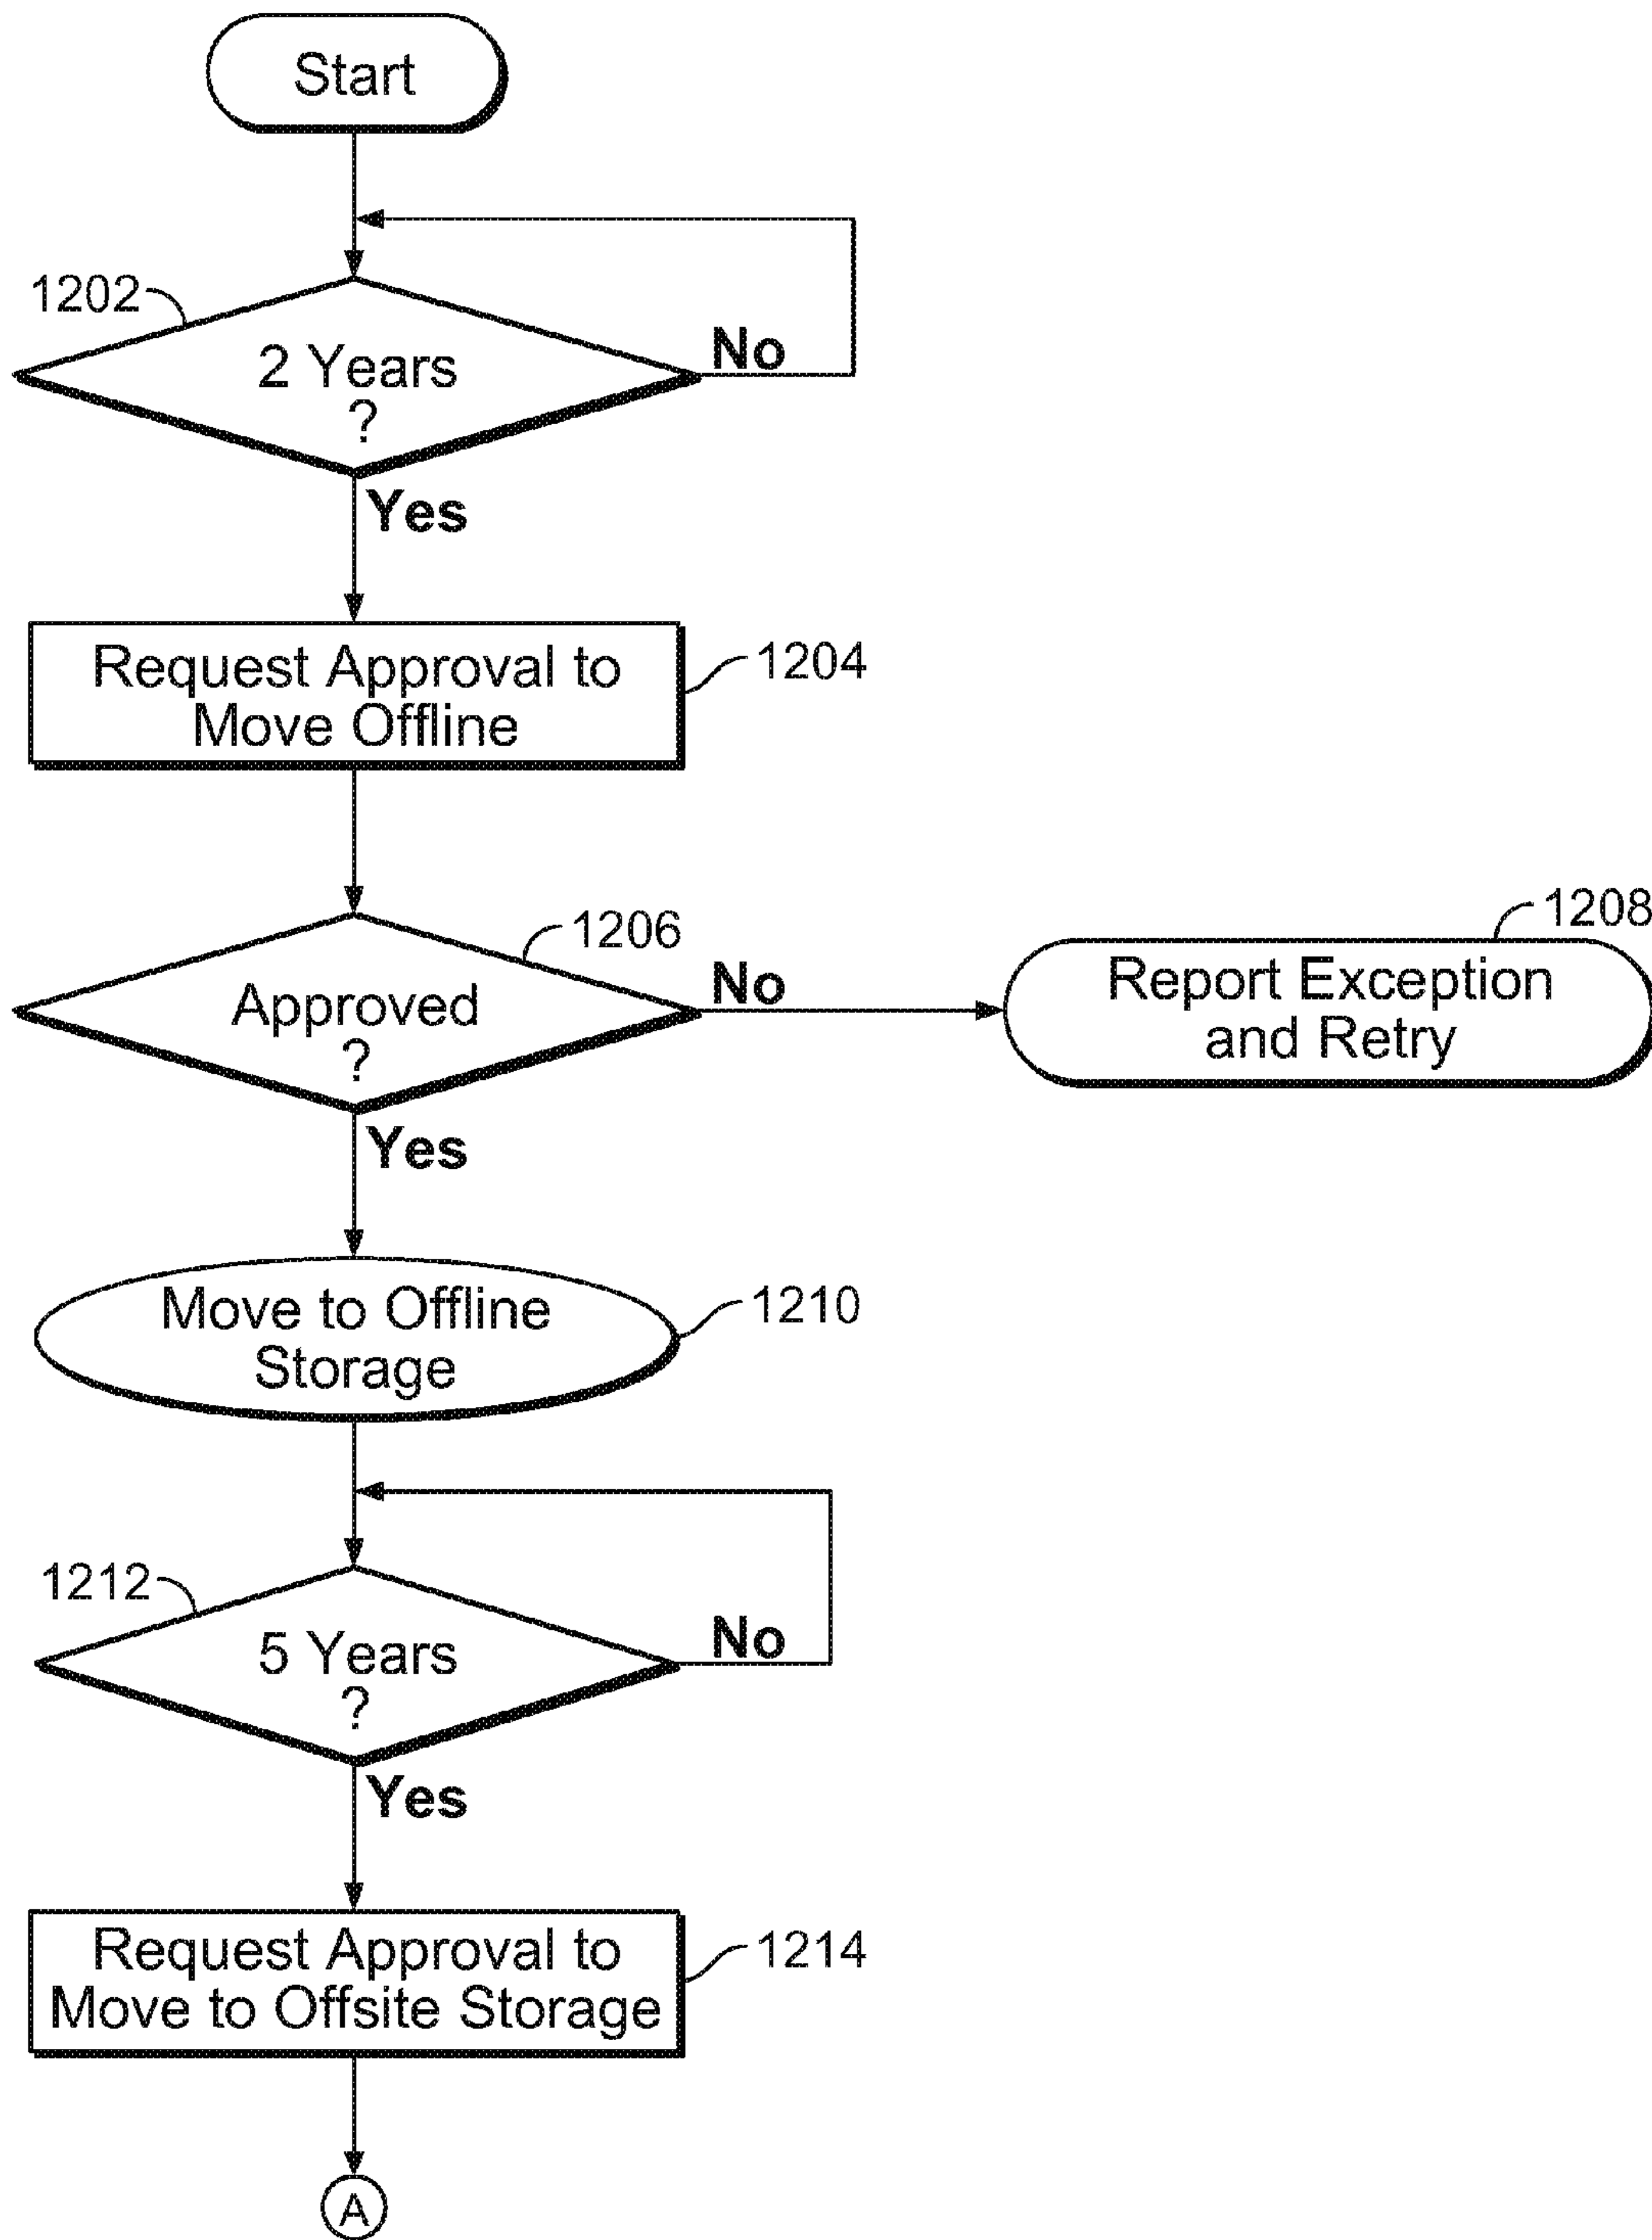 Start
1202
2 Years
?
No
Yes
Request Approval to
Move Offline
1204
1206
Approved
?
No
1208
Report Exception
and Retry
Yes
Move to Offline
Storage
1210
1212
5 Years
?
No
Yes
Request Approval to
Move to Offsite Storage
1214
A